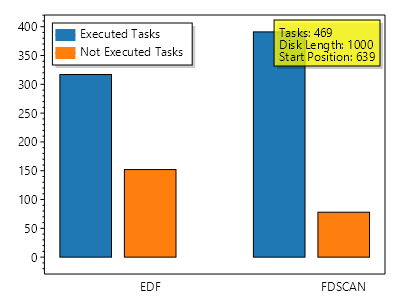 400
350
300
250
200
150
100
50
0
Executed Tasks
Not Executed Tasks
Tasks: 469
Disk Length: 1000
Start Position: 639
EDF
FDSCAN